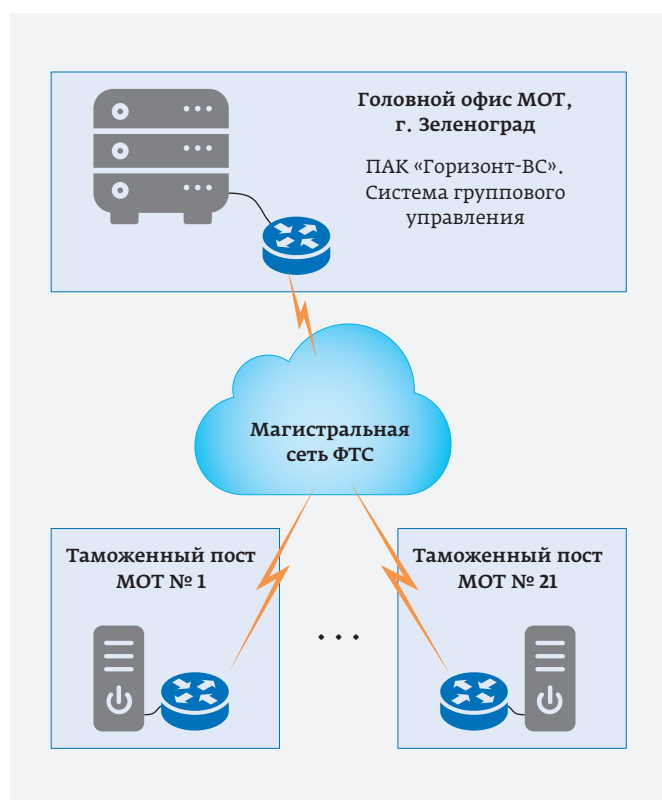 Головной офис МОТ,
г. Зеленоград
ПАК «Горизонт-ВС».
Система группового
управления
Магистральная
сеть ФТС
Таможенный пост
МОТ № 1
Таможенный пост
МОТ № 21
. . .